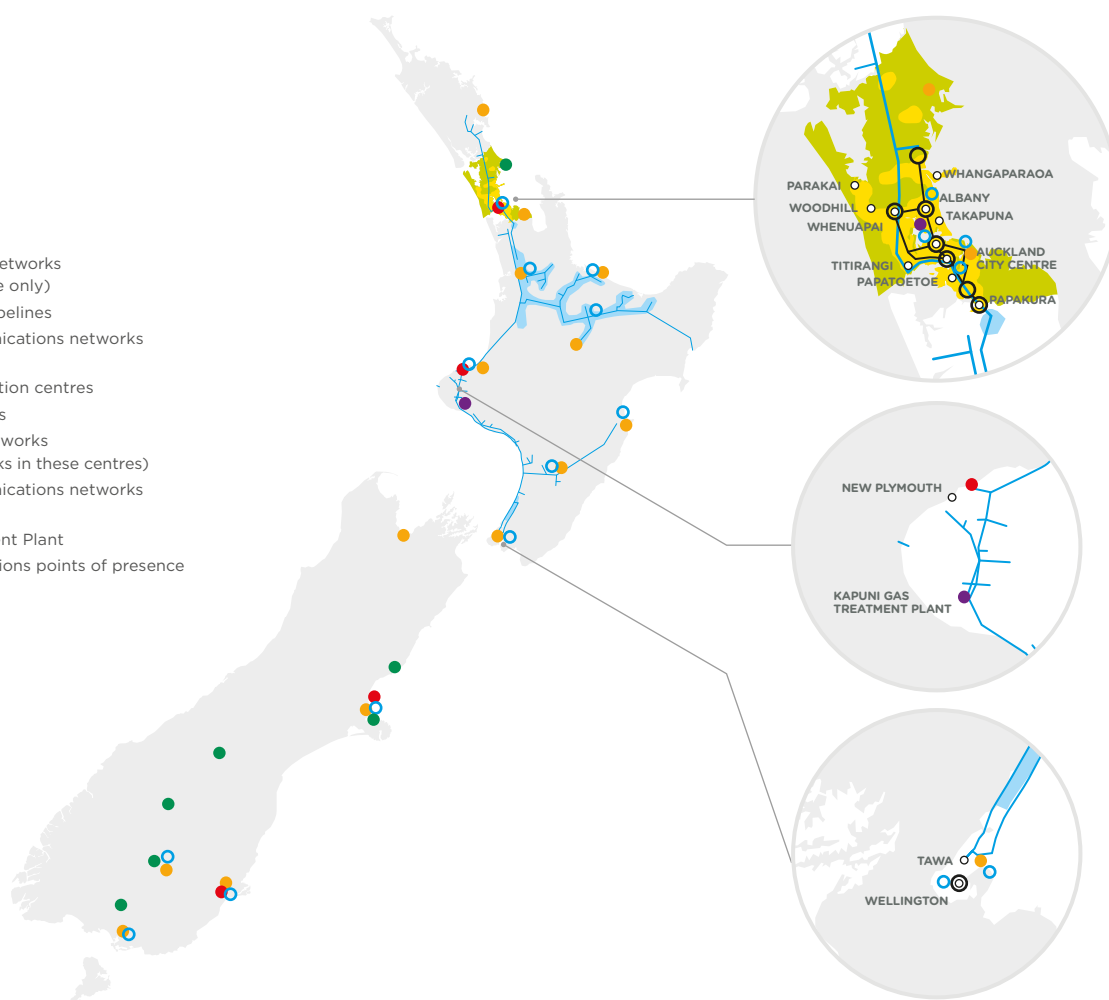 etworks
e only)
pelines
ications networks
tion centres
s
works
ks in these centres)
ications networks
ent Plant
ions points of presence
PARAKAI
WOODHILL
WHENUAPAI
TITIRANGI
PAPATOETOE
WHANGAPARAOA
ALBANY
TAKAPUNA
AUCKLAND
CITY CENTRE
PAPAKURA
NEW PLYMOUTH
KAPUNI GAS
TREATMENT PLANT
TAWA
WELLINGTON